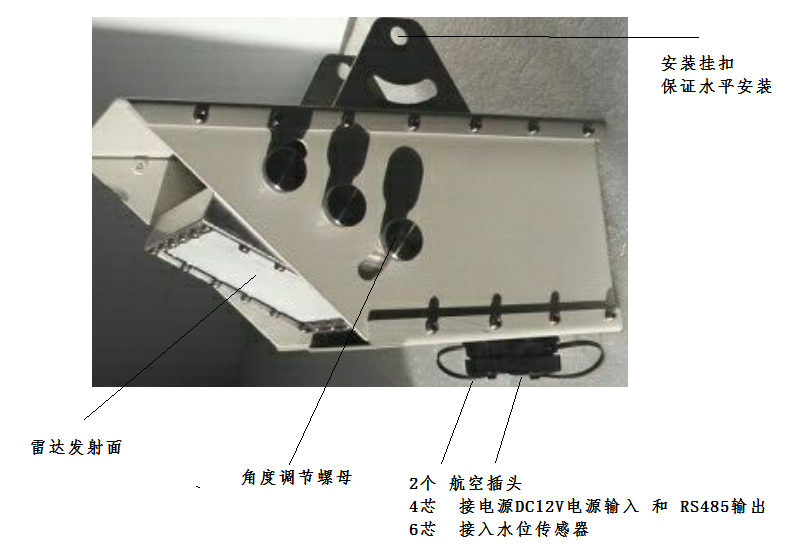 安装挂扣
保证水平安装
雷达发射面
角度调节螺母
2个 航空插头
4芯 接电源DC12V电源输入 和 RS485输出
6芯 接入水位传感器